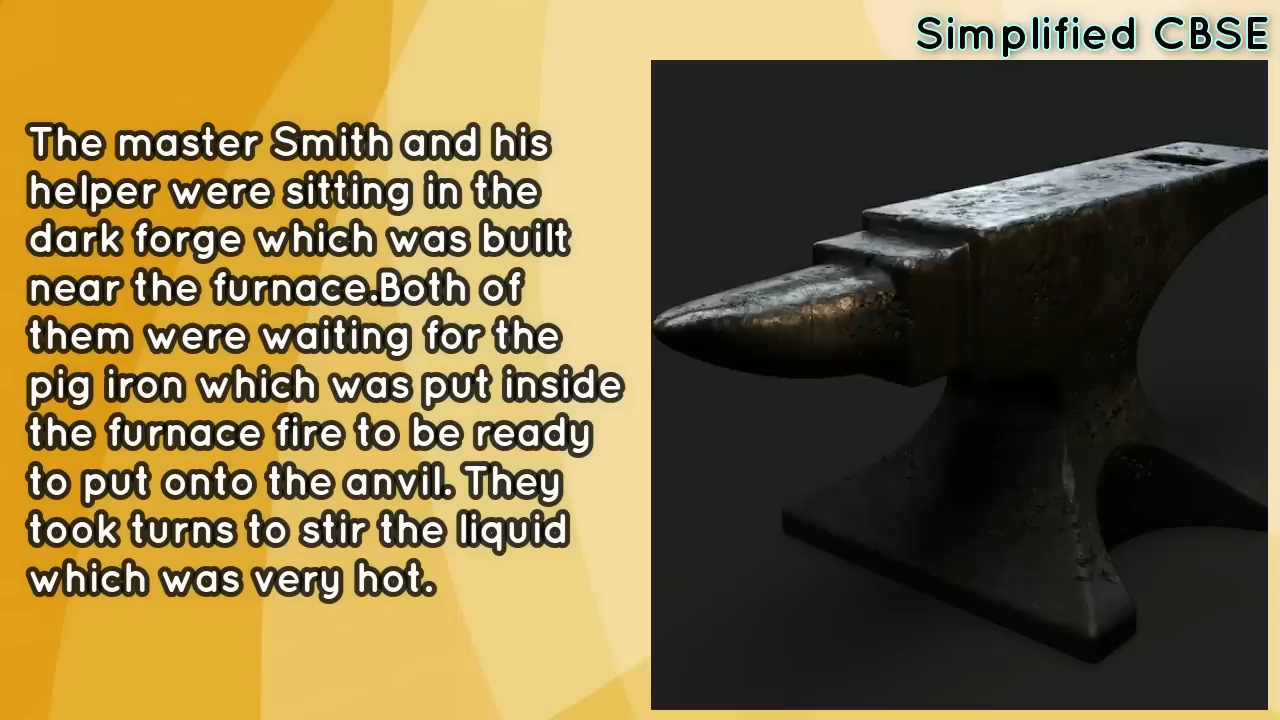 Simplified CBSE
The master Smith and his
helper were sitting in the
dark forge which was built
near the furnace.Both of
them were waiting for the
pig iron which was put inside
the furnace fire to be ready
to put onto the anvil. They
took turns to stir the liquid
which was very hot.